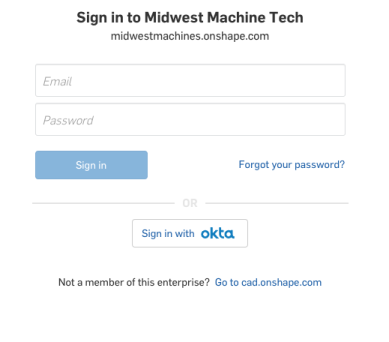 Sign in to Midwest Machine Tech
midwestmachines.onshape.com
Email
Password
Sign in
Forgot your password?
OR
Sign in with okta
Not a member of this enterprise? Go to cad.onshape.com